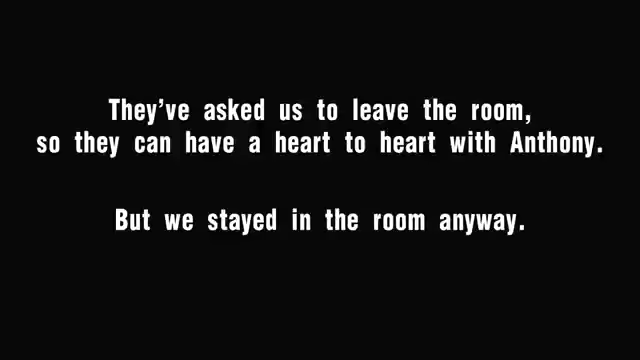 They've asked us to leave the room,
so they can have a heart to heart with Anthony.
But we stayed in the room anyway.